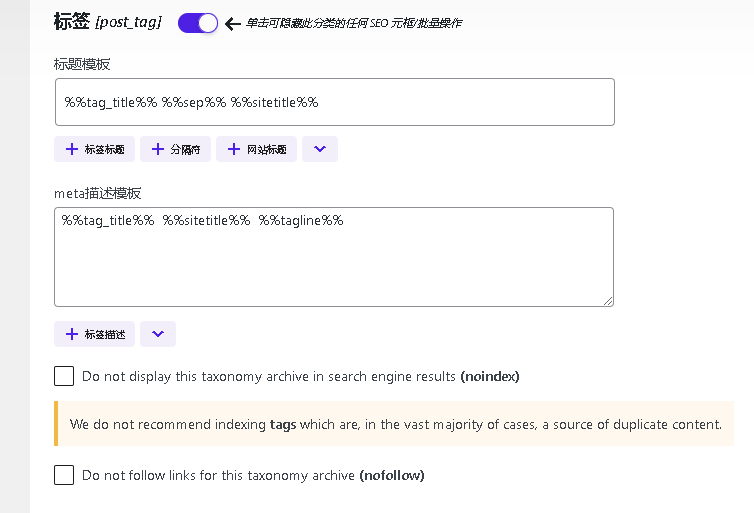 标签 [post_tag] 单击可隐藏此分类的任何 SEO 元框/批量操作
标题模板
%%tag_title%% %%sep%% %%sitetitle%%
+ 标签标题 + 分隔符 + 网站标题
meta描述模板
%%tag_title%% %%sitetitle%% %%tagline%%
+ 标签描述
Do not display this taxonomy archive in search engine results (noindex)
We do not recommend indexing tags which are, in the vast majority of cases, a source of duplicate content.
Do not follow links for this taxonomy archive (nofollow)